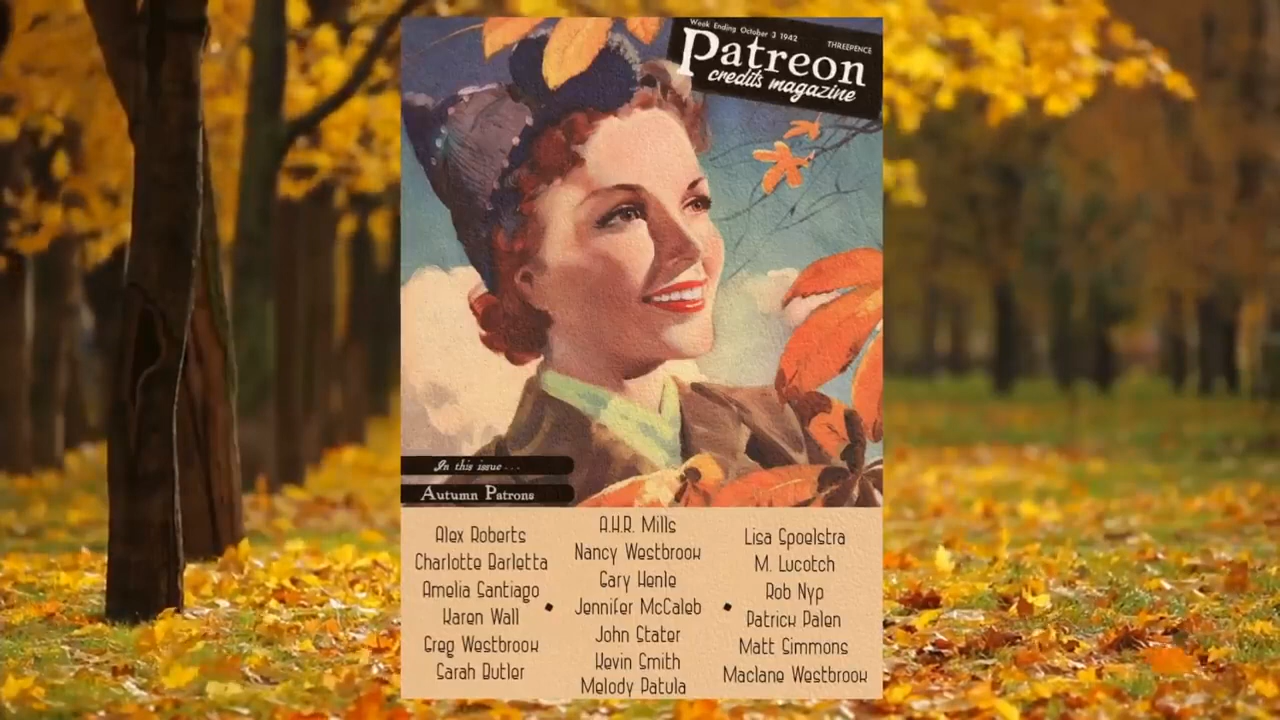 Week Ending October 3 1942
THREEPENCE
Patreon
credits magazine
In this issue...
Autumn Patrons
Alex Roberts
Charlotte Barletta
Amelia Santiago
Karen Wall
Greg Westbrook
Sarah Butler
A.H.R. Mills
Nancy Westbrook
Gary Henle
Jennifer McCaleb
John Stater
Kevin Smith
Melody Patula
Lisa Spoelstra
M. Lucotch
Rob Nyp
Patrick Palen
Matt Simmons
Maclane Westbrook